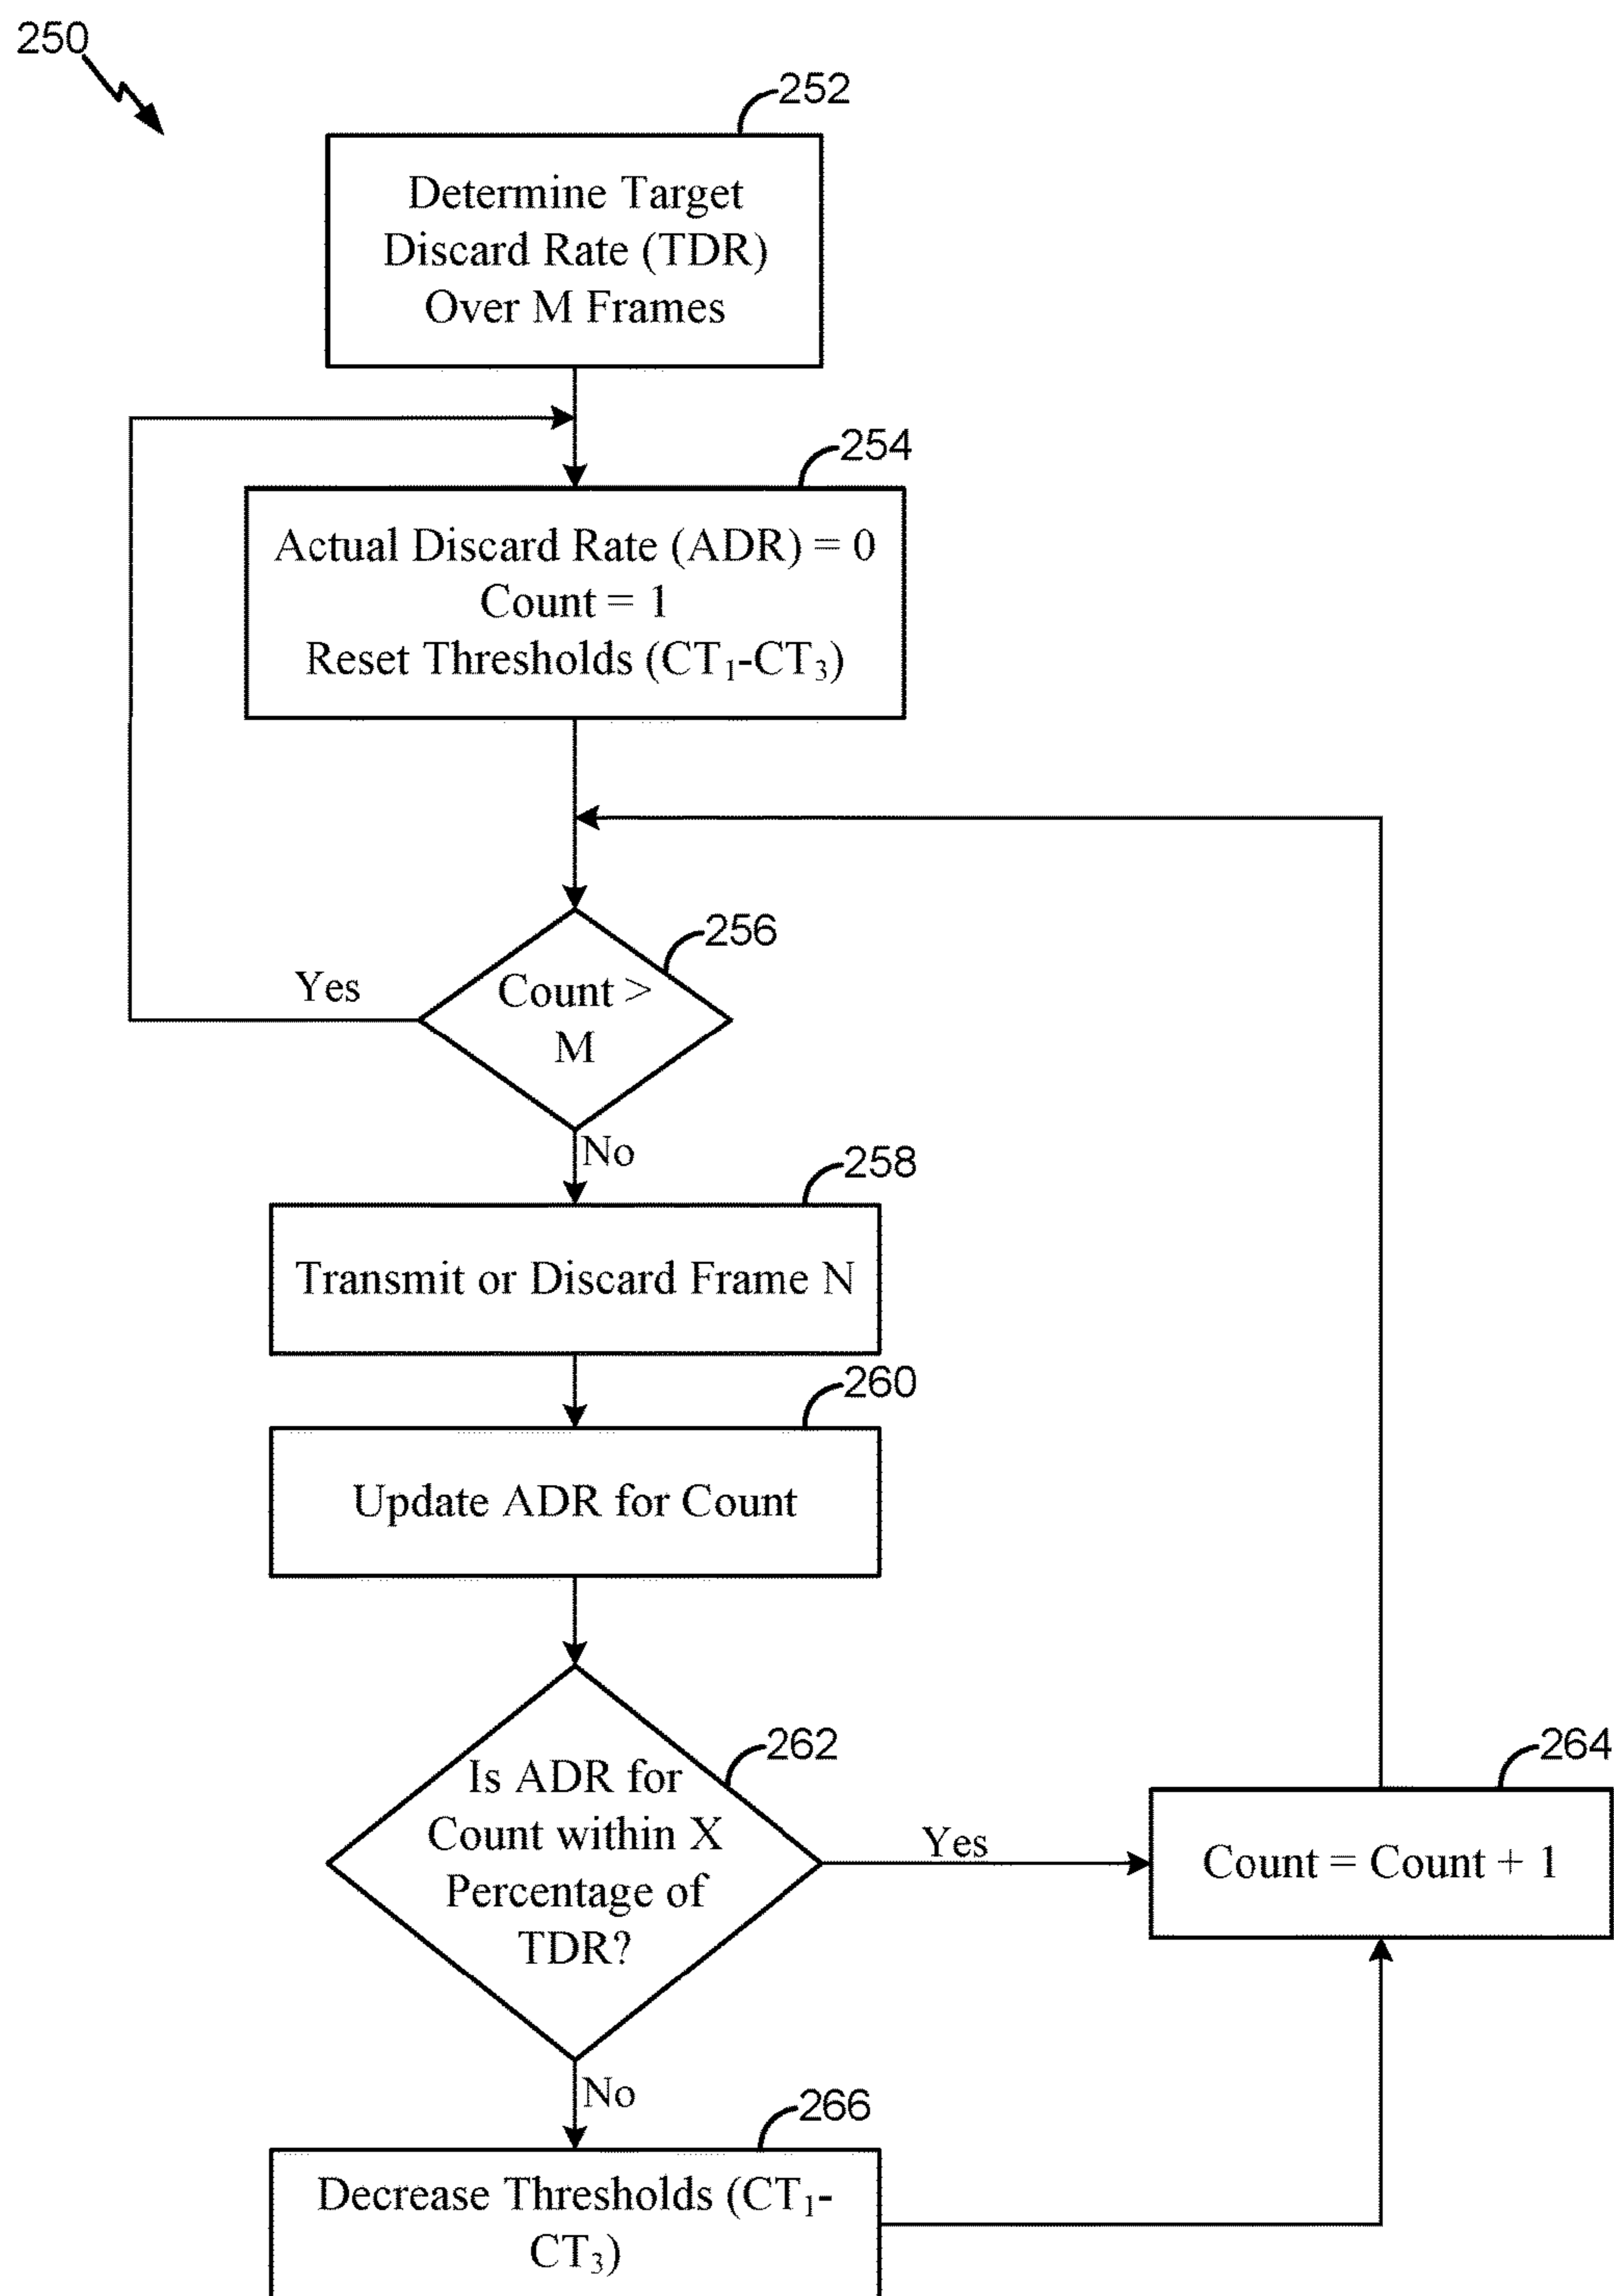 250
252
Determine Target
Discard Rate (TDR)
Over M Frames
254
Actual Discard Rate (ADR) = 0
Count = 1
Reset Thresholds (CT₁-CT₃)
256
Yes
Count >
M
No
258
Transmit or Discard Frame N
260
Update ADR for Count
262
Is ADR for
Count within X
Percentage of
TDR?
Yes
264
Count = Count + 1
No
266
Decrease Thresholds (CT₁-
CT₃)